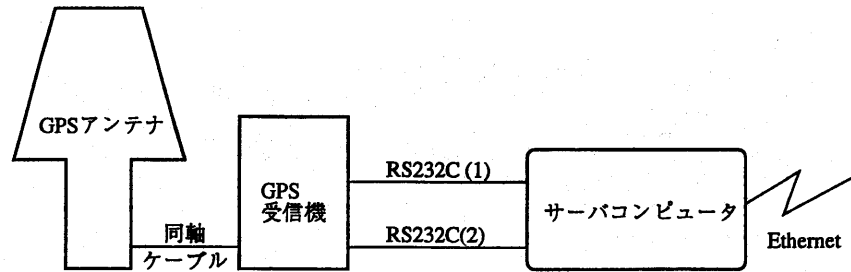 GPSアンテナ
同軸
ケーブル
GPS
受信機
RS232C (1)
RS232C(2)
サーバコンピュータ
Ethernet